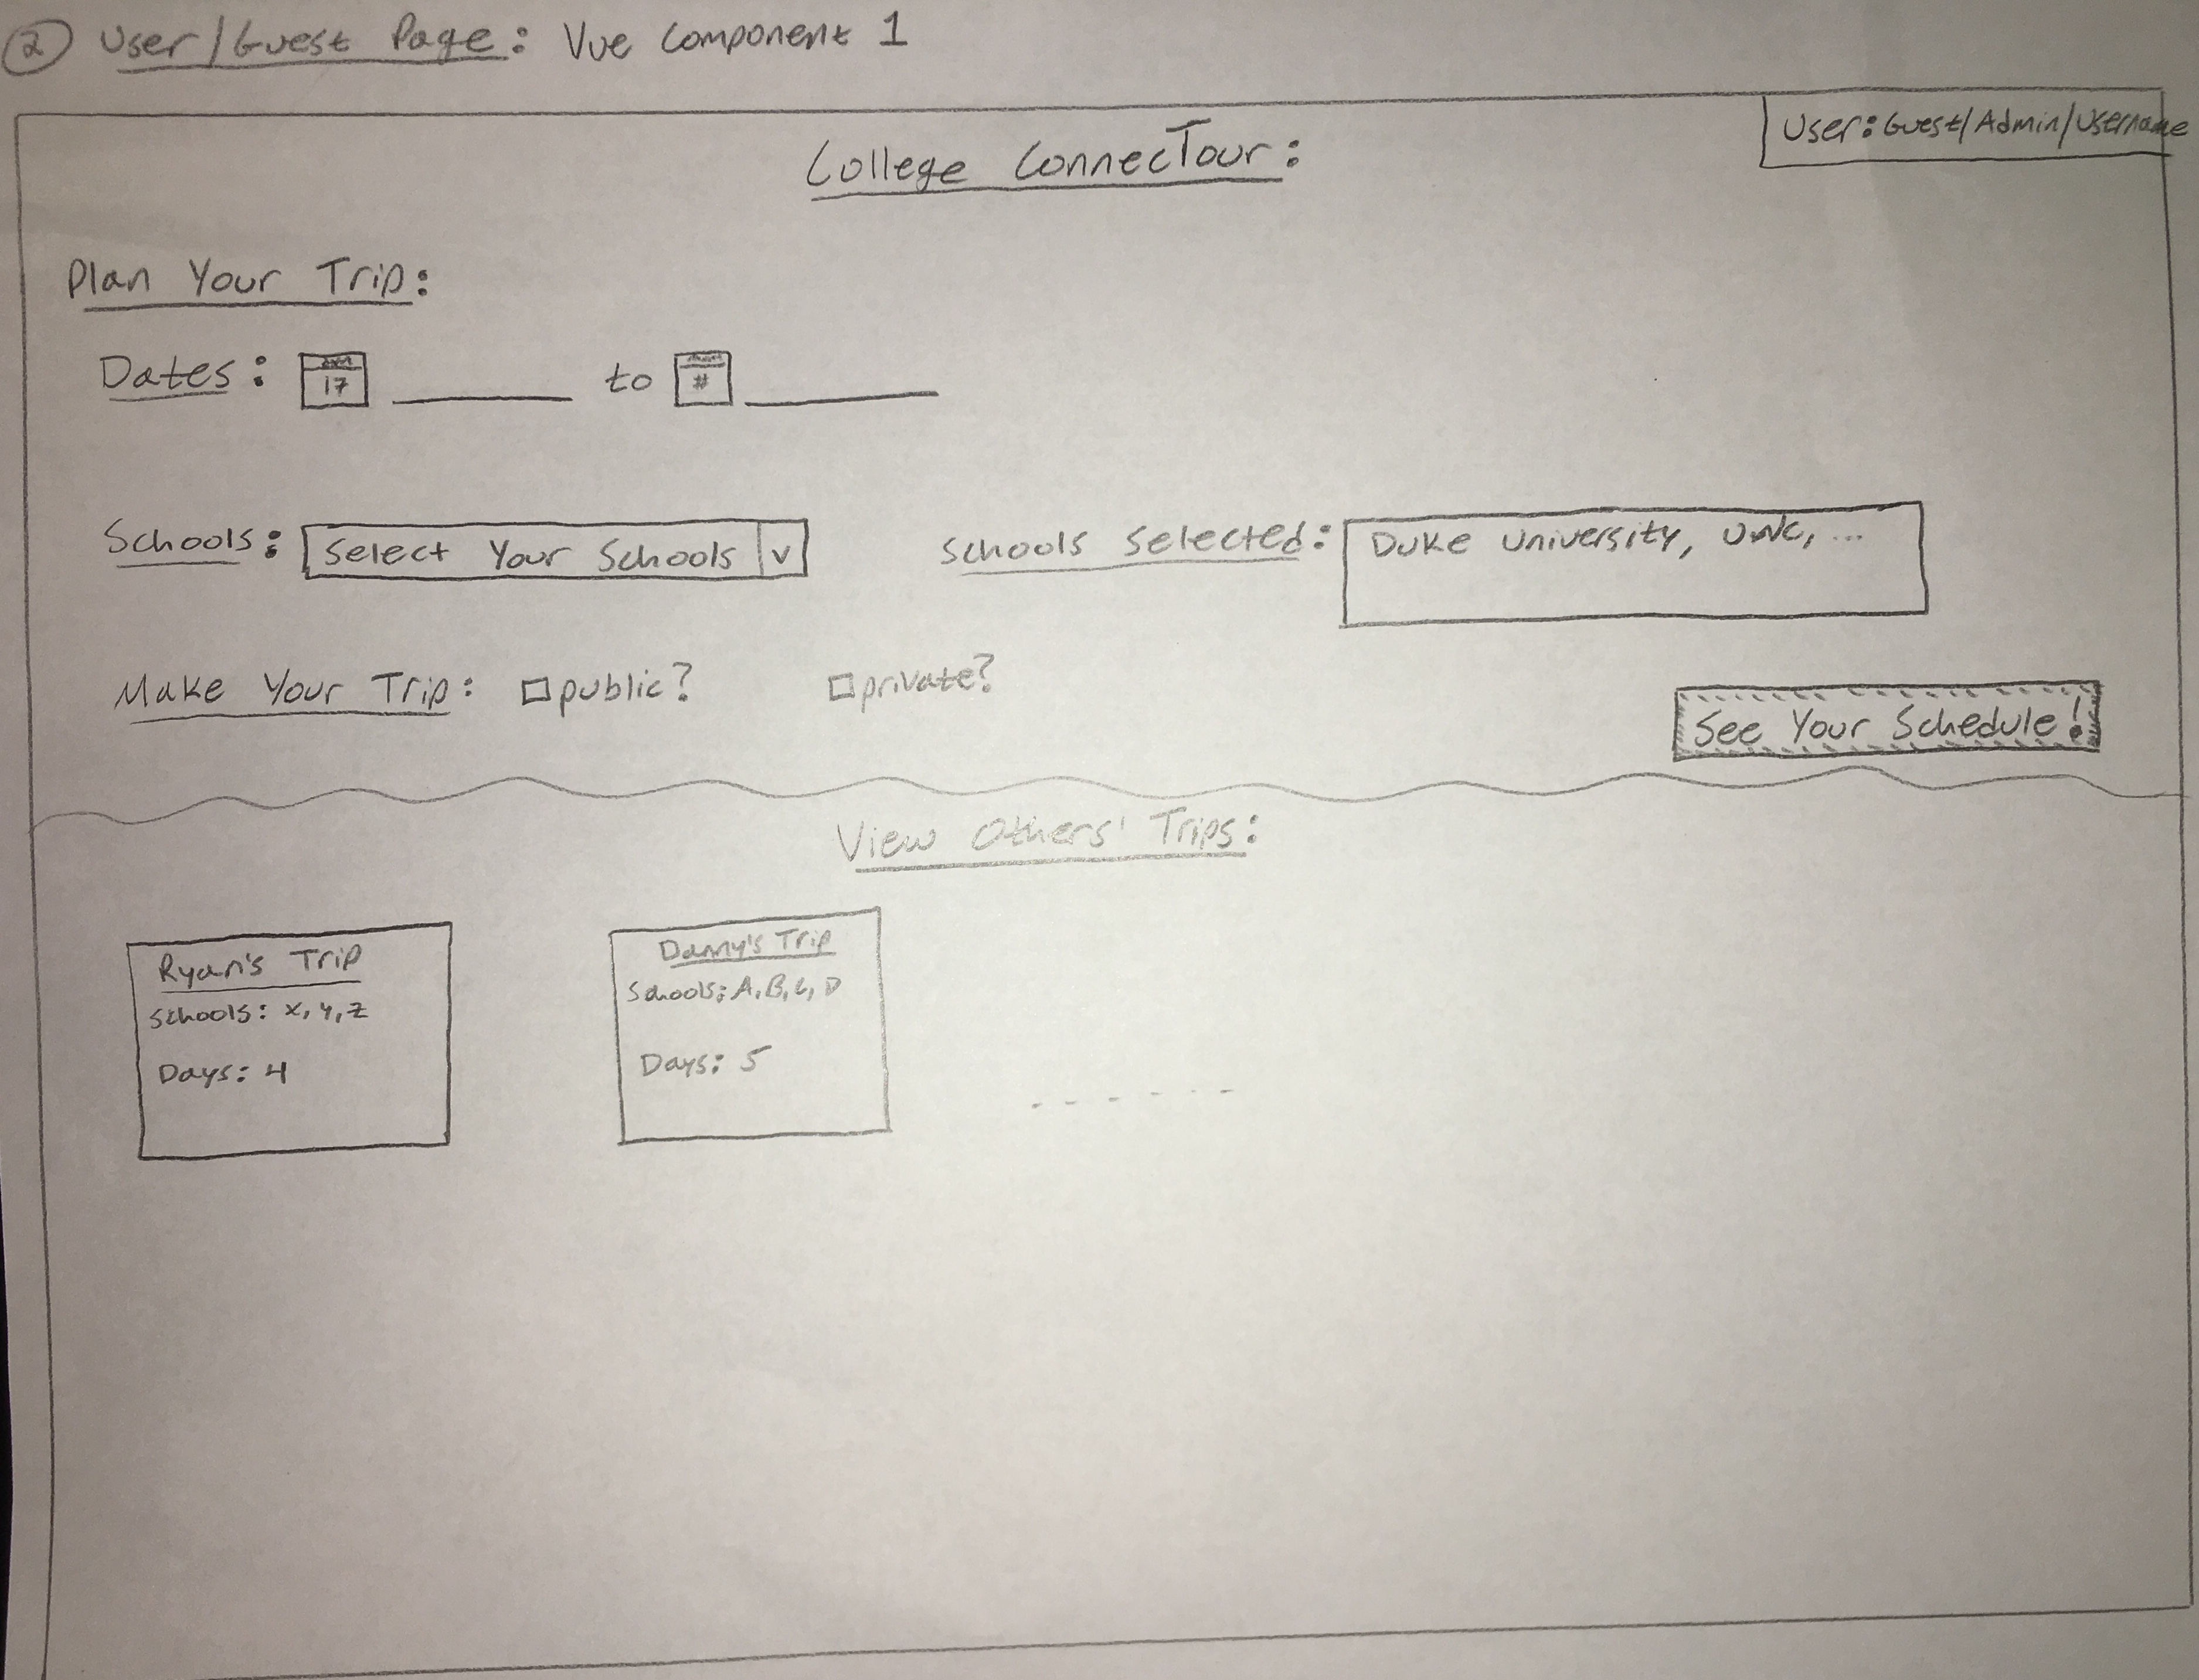 2 User/Guest Page: Vue Component 1
User: Guest/Admin/Username
College ConnecTour:
Plan Your Trip:
Dates: 17 to #
Schools: Select Your Schools v Schools Selected: Duke University, UNC, ...
Make Your Trip: public? private?
See Your Schedule!
View Others' Trips:
Ryan's Trip
Schools: X, Y, Z
Days: 4
Danny's Trip
Schools: A, B, C, D
Days: 5